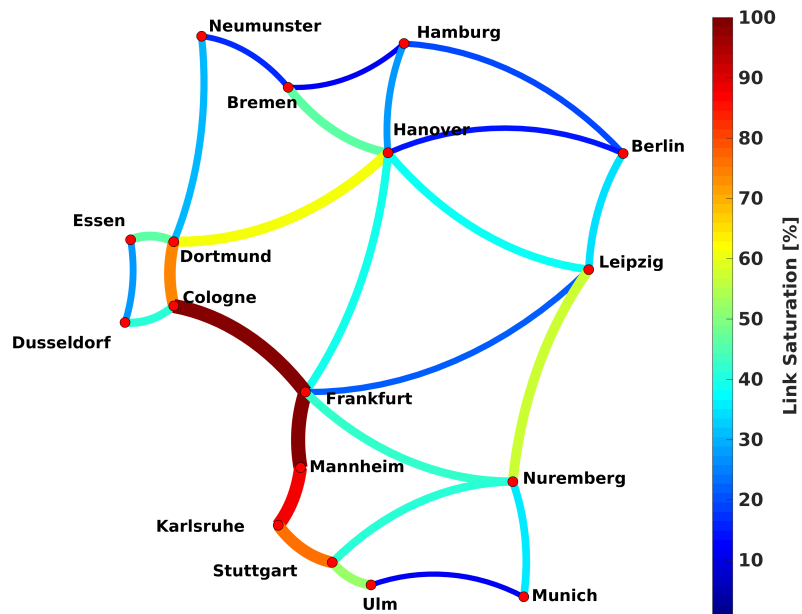 Neumunster
Hamburg
Bremen
Hanover
Berlin
Essen
Dortmund
Leipzig
Cologne
Dusseldorf
Frankfurt
Mannheim
Nuremberg
Karlsruhe
Stuttgart
Ulm
Munich
100
90
80
70
60
50
40
30
20
10
Link Saturation [%]